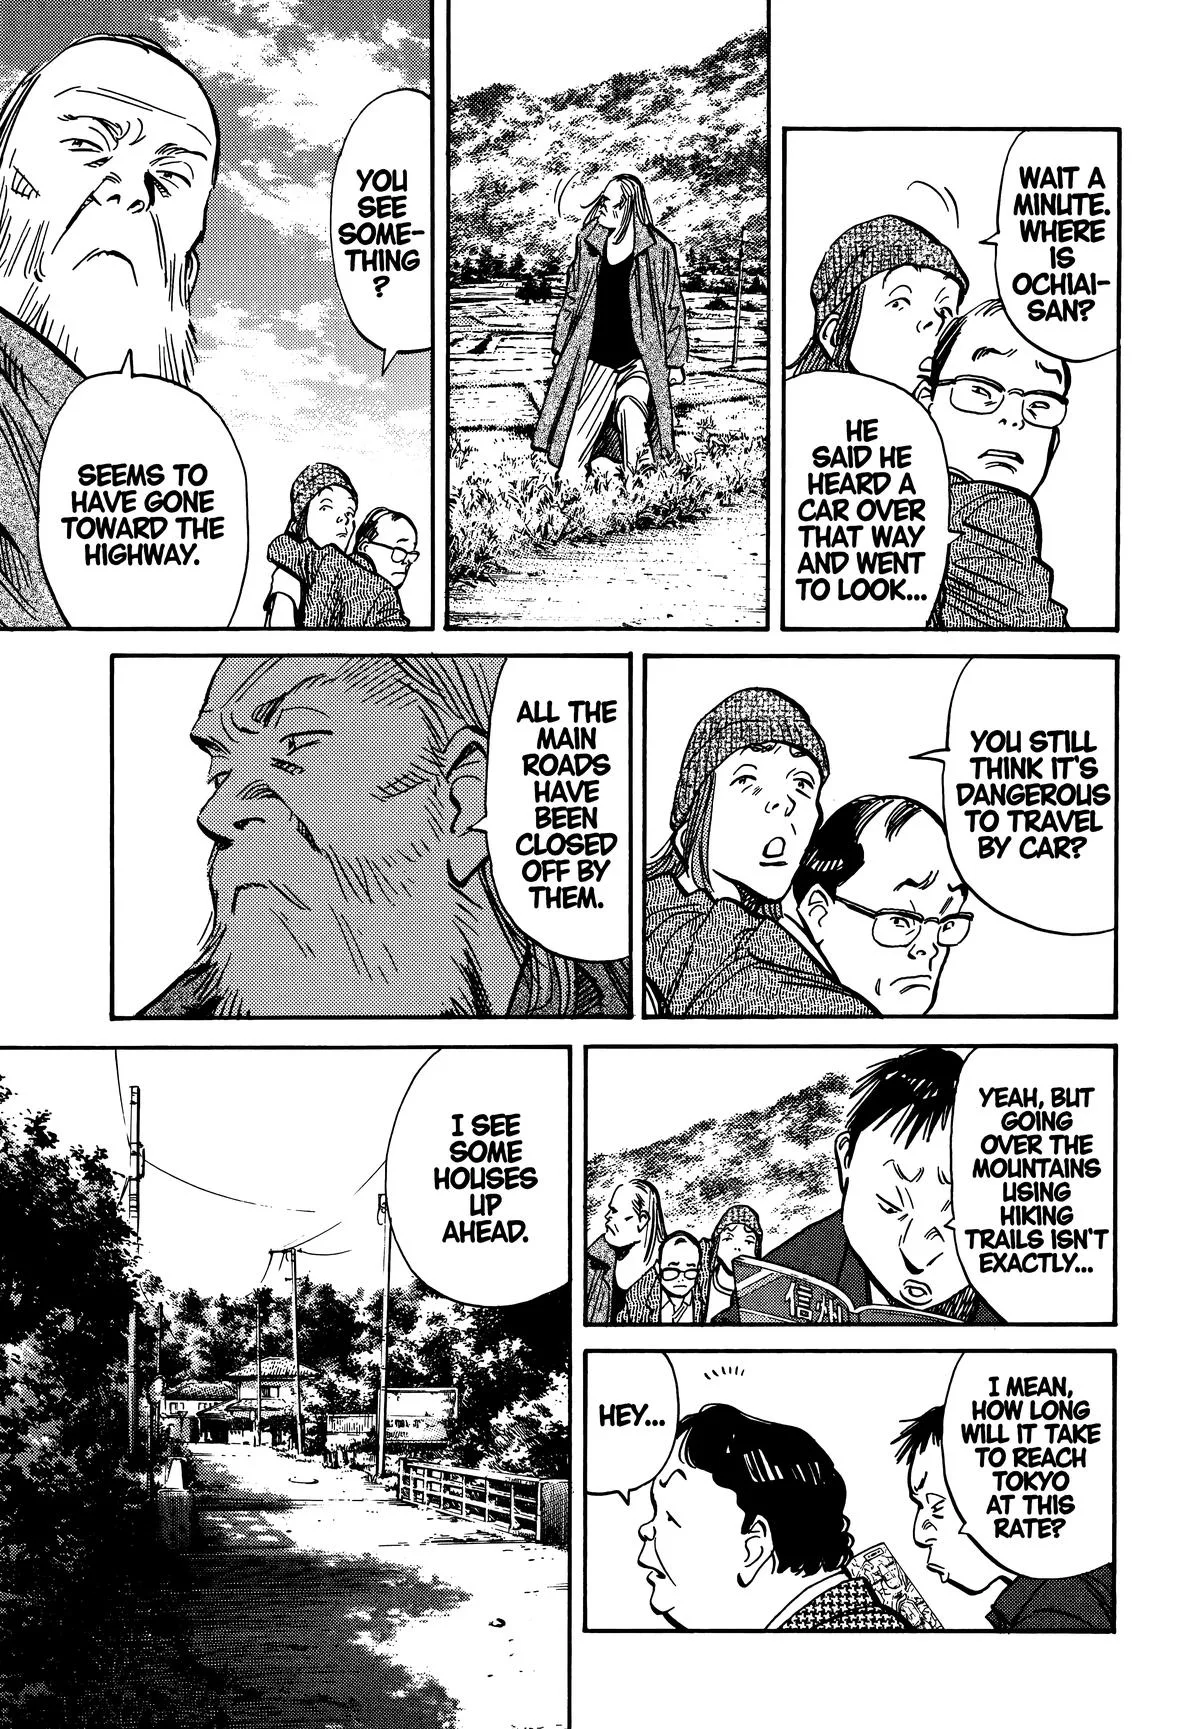 WAIT A
MINUTE.
WHERE
IS
OCHIAI-
SAN?
HE
SAID HE
HEARD A
CAR OVER
THAT WAY
AND WENT
TO LOOK...
YOU
SEE
SOME-
THING
?
SEEMS TO
HAVE GONE
TOWARD THE
HIGHWAY.
YOU STILL
THINK IT'S
DANGEROUS
TO TRAVEL
BY CAR?
ALL THE
MAIN
ROADS
HAVE
BEEN
CLOSED
OFF BY
THEM.
YEAH, BUT
GOING
OVER THE
MOUNTAINS
USING
HIKING
TRAILS ISN'T
EXACTLY...
信州
I MEAN,
HOW LONG
WILL IT TAKE
TO REACH
TOKYO
AT THIS
RATE?
HEY...
I SEE
SOME
HOUSES
UP
AHEAD.